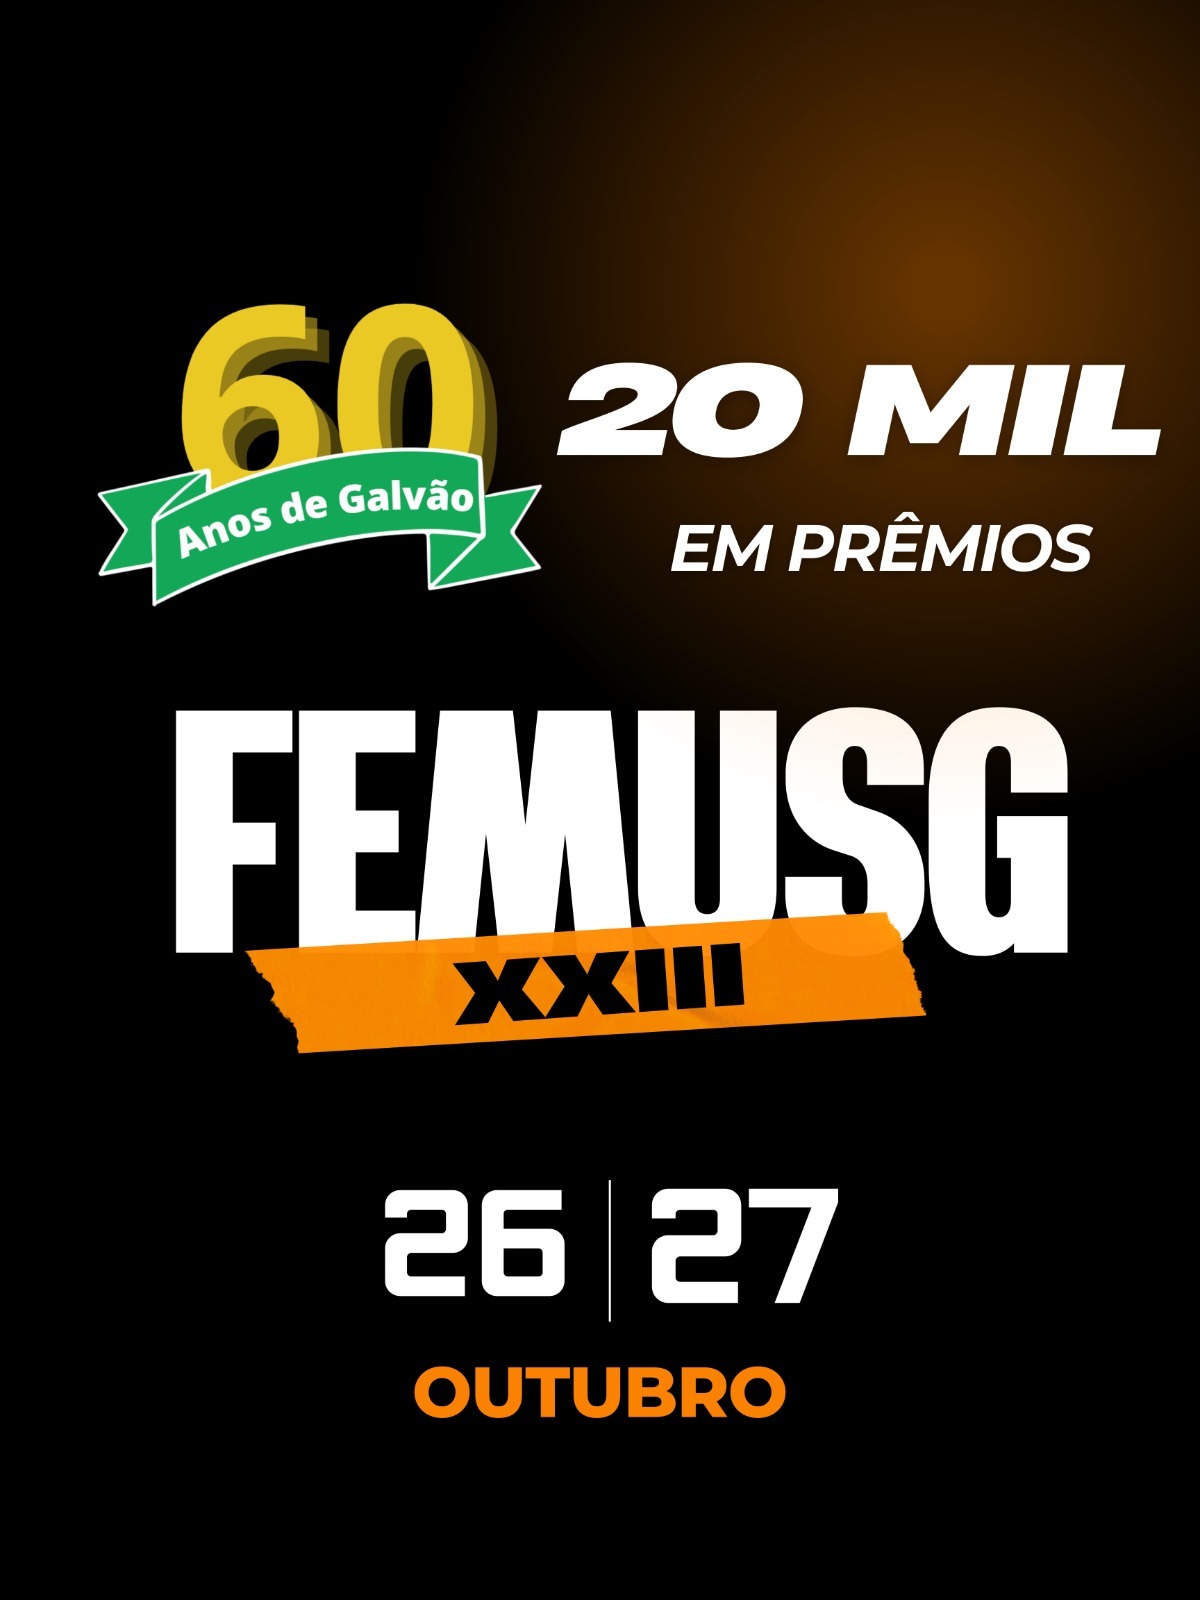 60
Anos de Galvão
20 MIL
EM PRÊMIOS
FEMUSG
XXIII
26 | 27
OUTUBRO